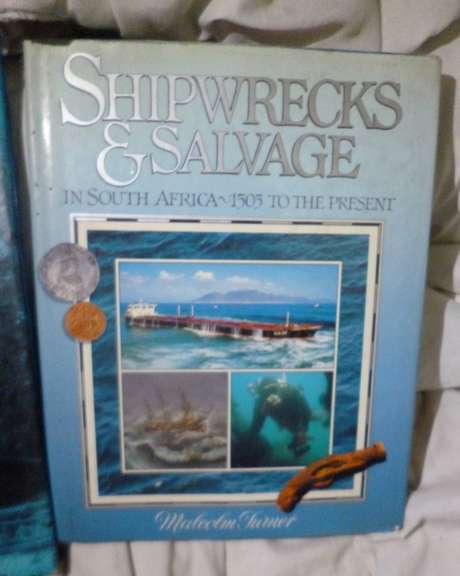 SHIPWRECKS
& SALVAGE
IN SOUTH AFRICA ~ 1505 TO THE PRESENT
Malcolm Turner